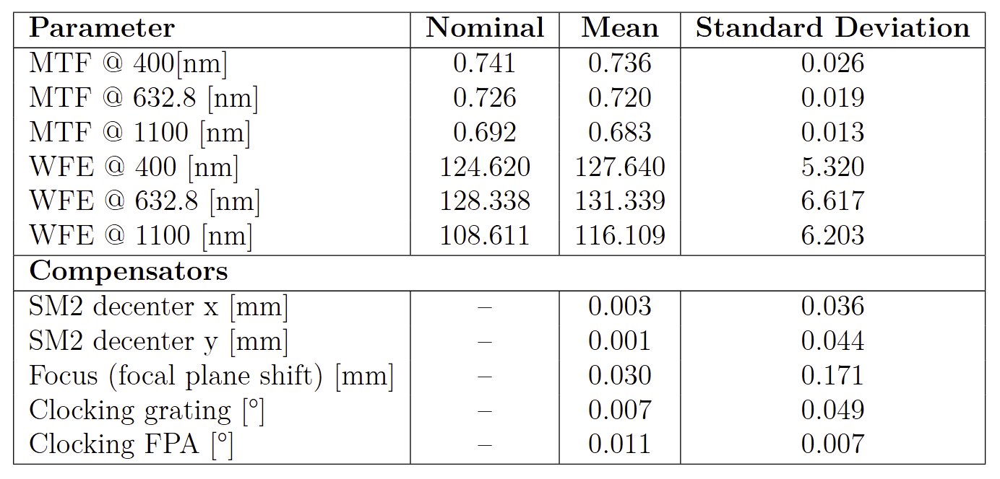 Parameter Nominal Mean Standard Deviation
MTF @ 400[nm] 0.741 0.736 0.026
MTF @ 632.8 [nm] 0.726 0.720 0.019
MTF @ 1100 [nm] 0.692 0.683 0.013
WFE @ 400 [nm] 124.620 127.640 5.320
WFE @ 632.8 [nm] 128.338 131.339 6.617
WFE @ 1100 [nm] 108.611 116.109 6.203
Compensators
SM2 decenter x [mm] – 0.003 0.036
SM2 decenter y [mm] – 0.001 0.044
Focus (focal plane shift) [mm] – 0.030 0.171
Clocking grating [°] – 0.007 0.049
Clocking FPA [°] – 0.011 0.007